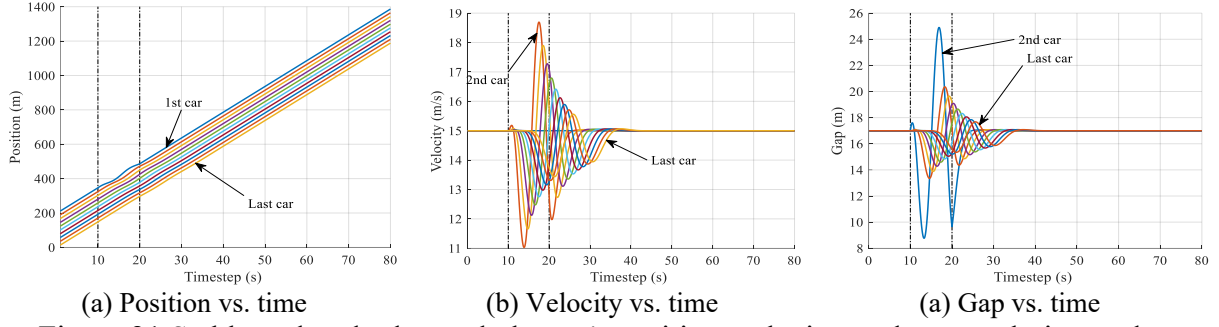 1400
1200
1000
800
600
400
200
0
10 20 30 40 50 60 70 80
Position (m)
Timestep (s)
1st car
Last car
(a) Position vs. time
19
18
17
16
15
14
13
12
11
0 10 20 30 40 50 60 70 80
Velocity (m/s)
Timestep (s)
2nd car
Last car
(b) Velocity vs. time
26
24
22
20
18
16
14
12
10
8
0 10 20 30 40 50 60 70 80
Gap (m)
Timestep (s)
2nd car
Last car
(a) Gap vs. time